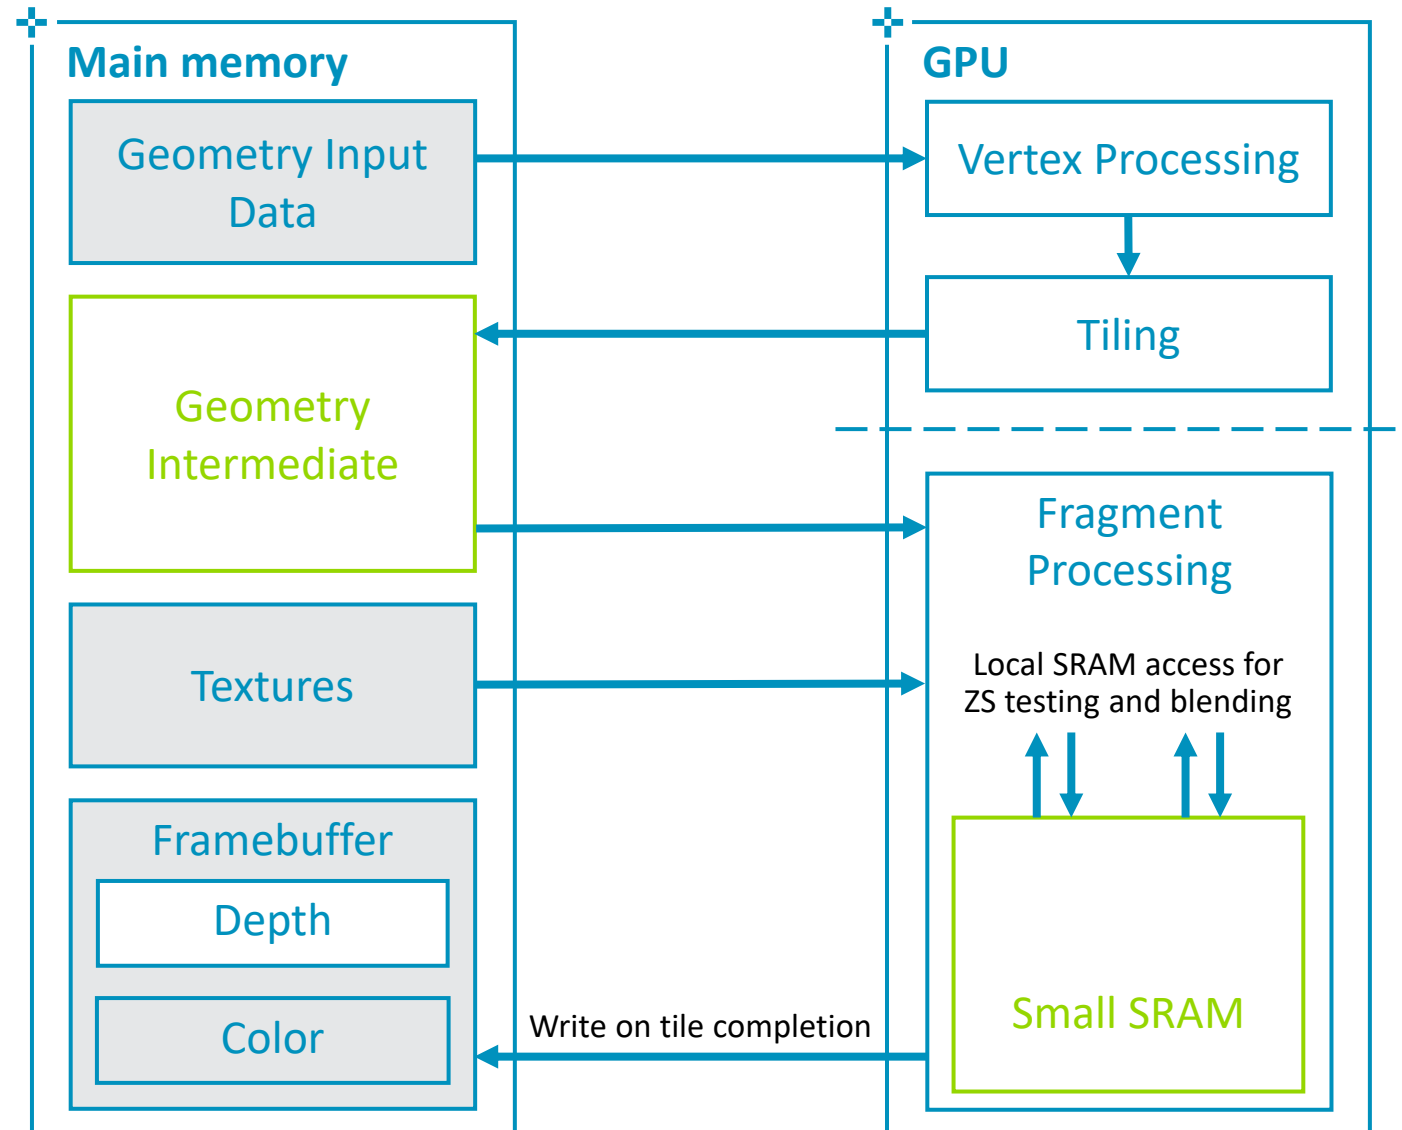 Main memory
Geometry Input
Data
Geometry
Intermediate
Textures
Framebuffer
Depth
Color
Write on tile completion
GPU
Vertex Processing
Tiling
Fragment
Processing
Local SRAM access for
ZS testing and blending
Small SRAM